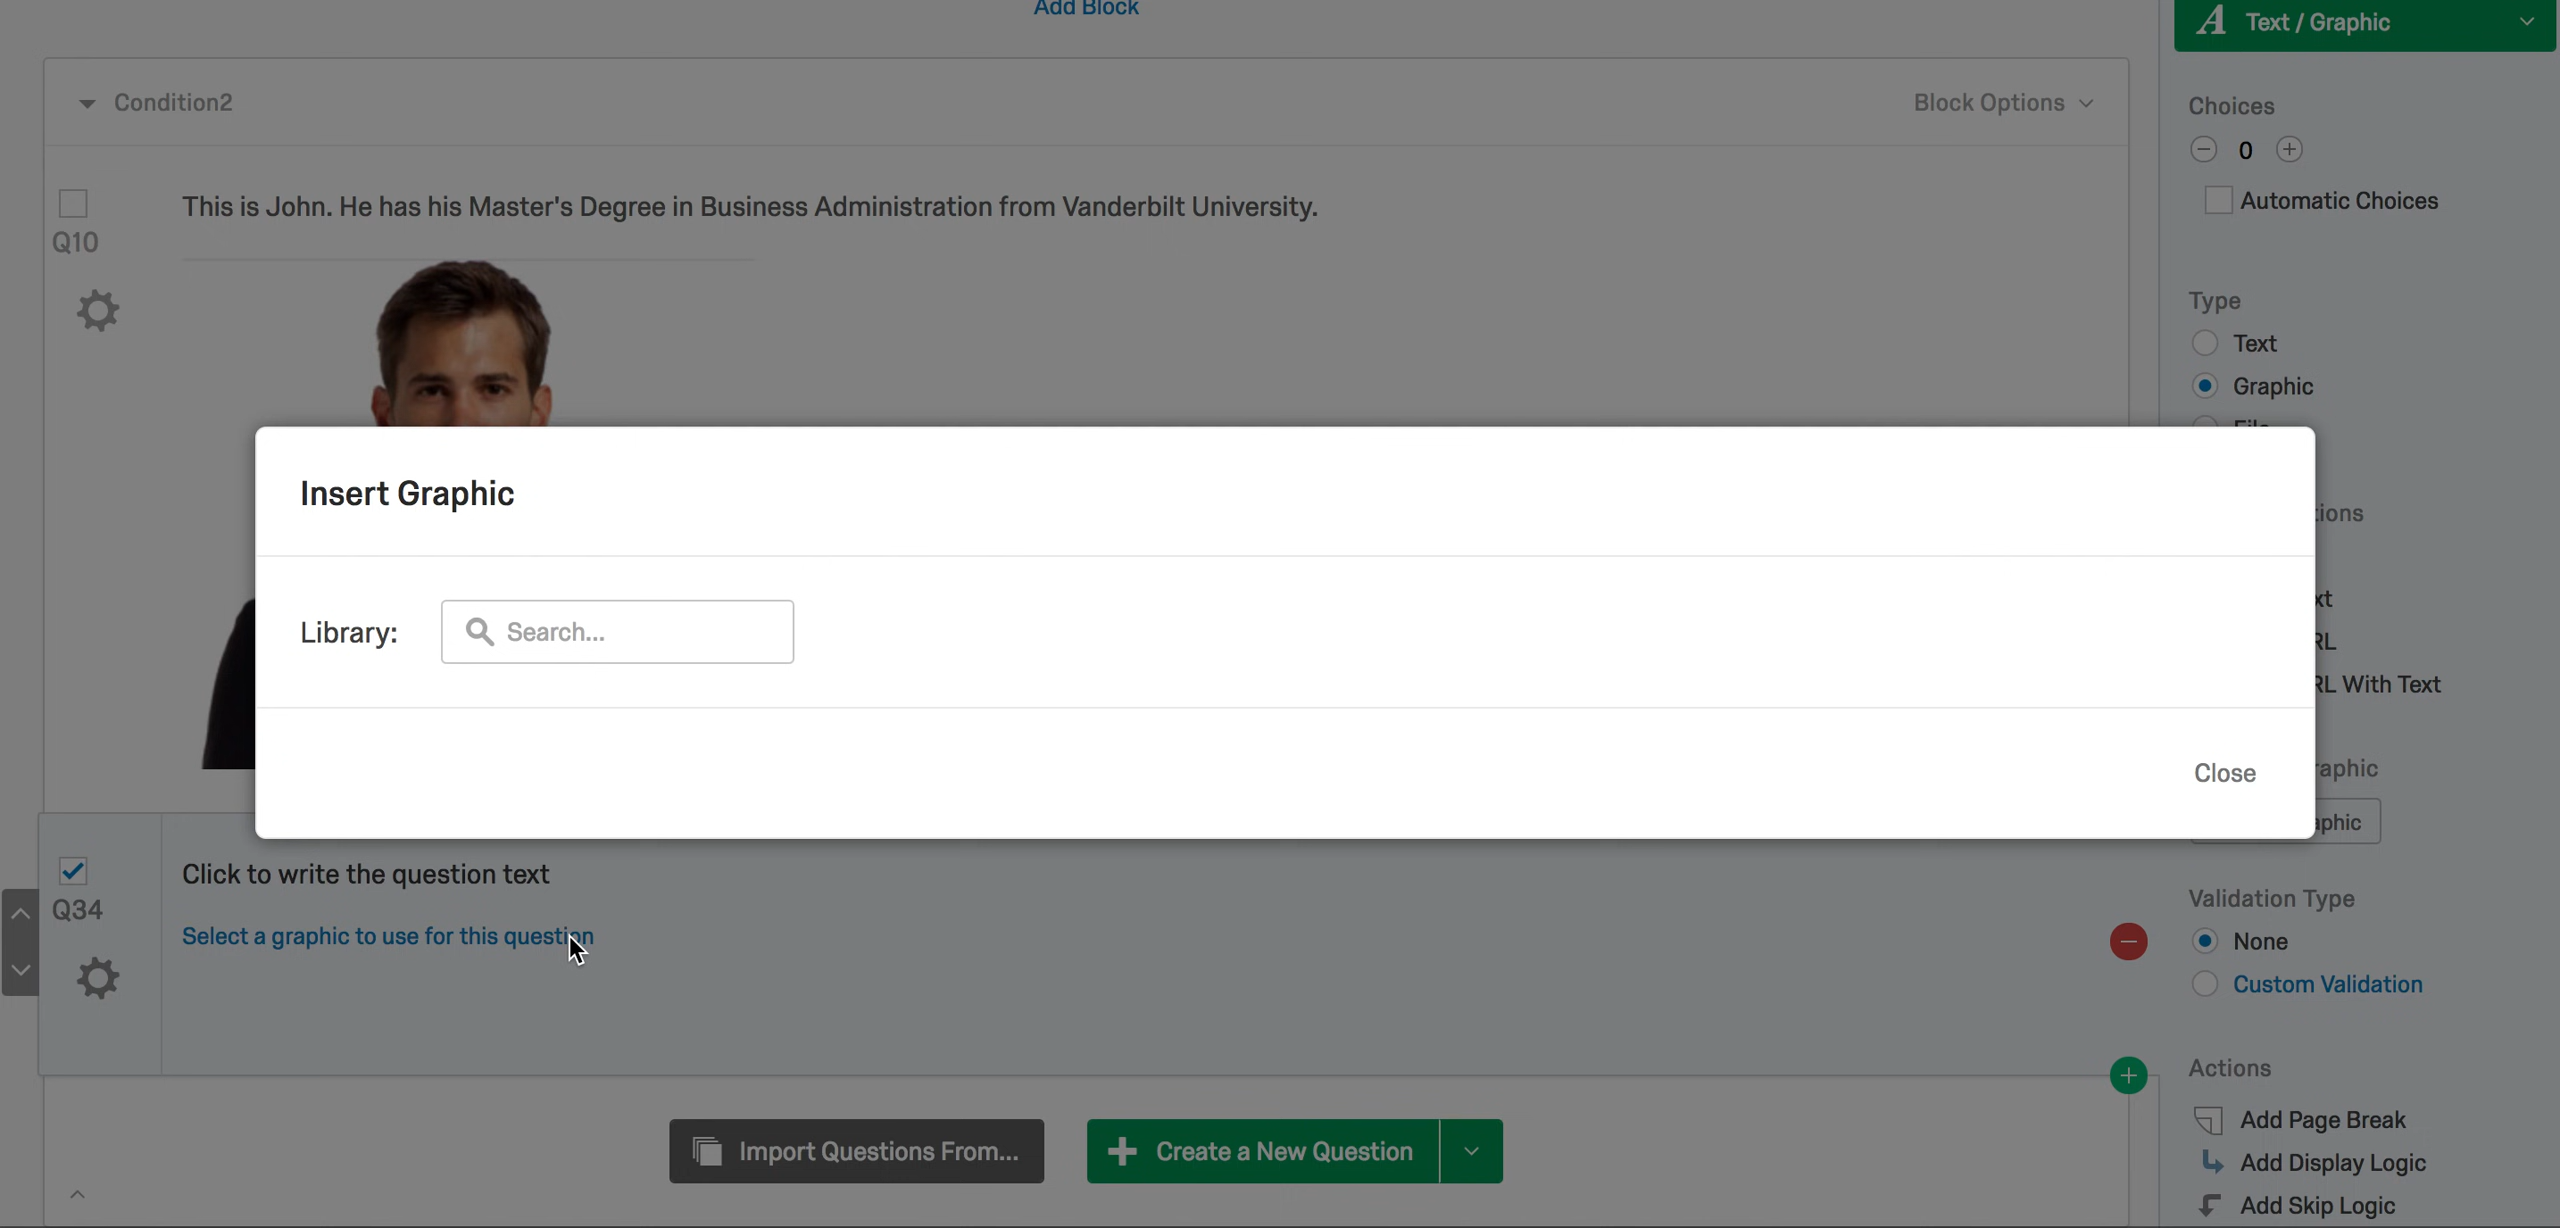 Add Block
Text / Graphic
Condition2
Block Options
Choices
0
Automatic Choices
Q10
This is John. He has his Master's Degree in Business Administration from Vanderbilt University.
Type
Text
Graphic
Insert Graphic
Library:
Search...
With Text
Close
Q34
Click to write the question text
Select a graphic to use for this question
Validation Type
None
Custom Validation
Actions
Add Page Break
Add Display Logic
Add Skip Logic
Import Questions From...
Create a New Question